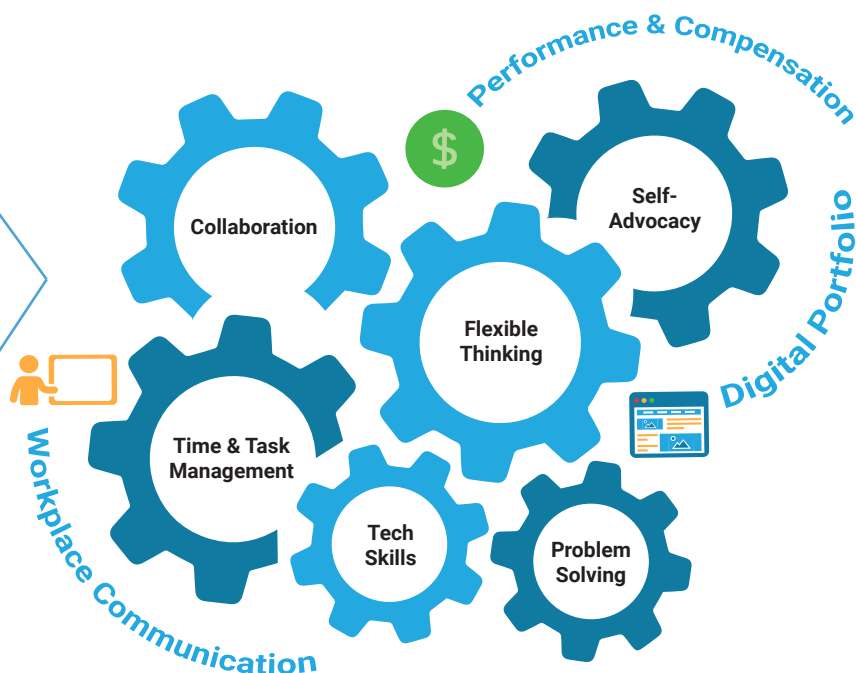 Performance & Compensation
$
Self-
Advocacy
Collaboration
Digital Portfolio
Flexible
Thinking
Workplace Communication
Time & Task
Management
Tech
Skills
Problem
Solving